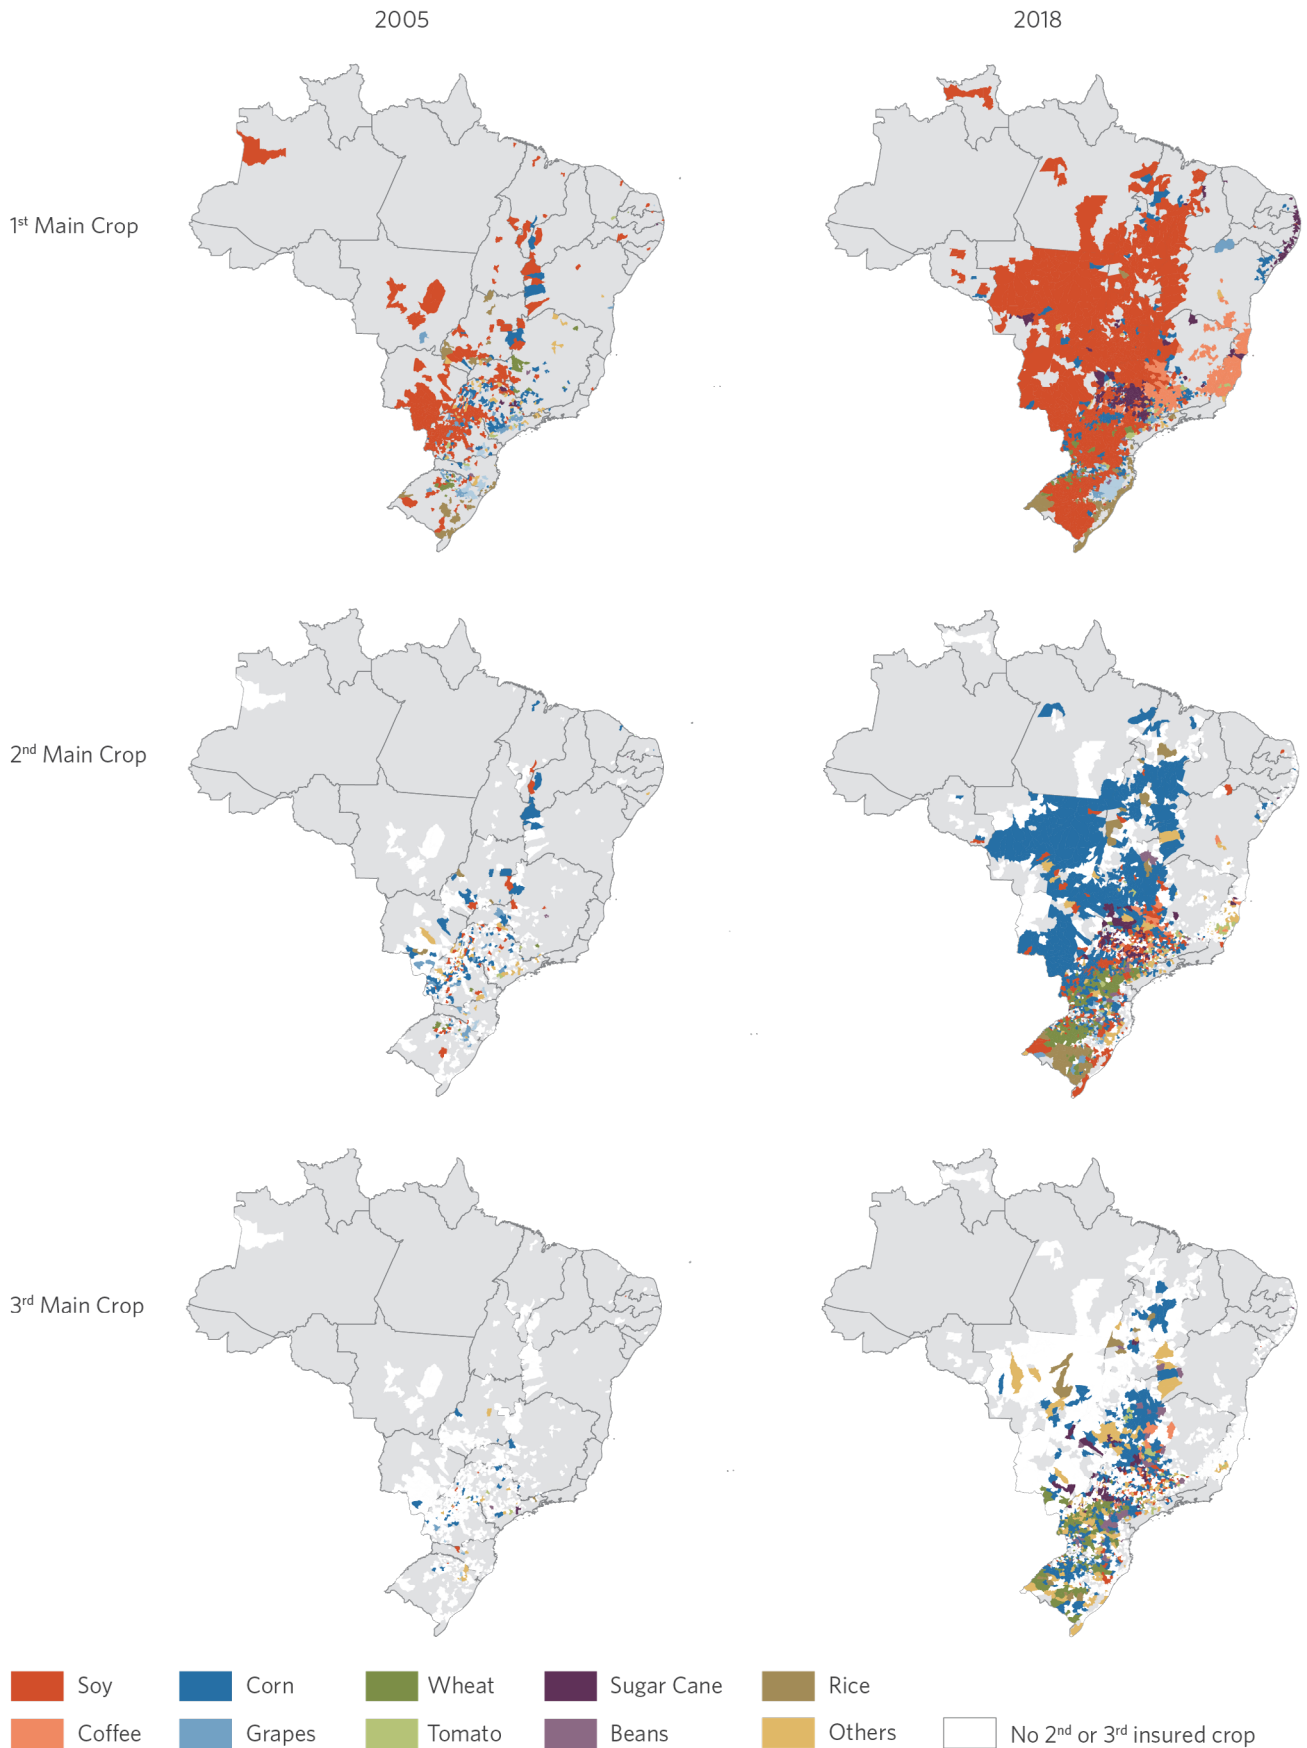 2005 2018
1st Main Crop
2nd Main Crop
3rd Main Crop
Soy Corn Wheat Sugar Cane Rice
Coffee Grapes Tomato Beans Others No 2nd or 3rd insured crop